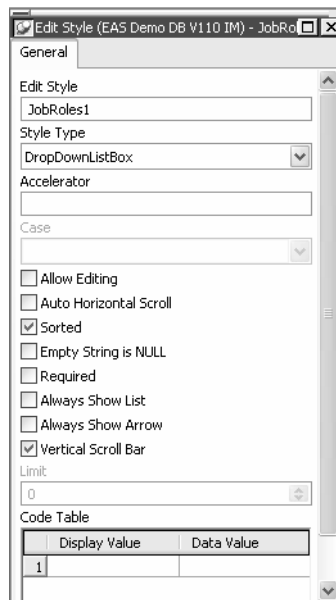 Edit Style (EAS Demo DB V110 IM) - JobRo
General
Edit Style
JobRoles1
Style Type
DropDownListBox
Accelerator
Case
Allow Editing
Auto Horizontal Scroll
Sorted
Empty String is NULL
Required
Always Show List
Always Show Arrow
Vertical Scroll Bar
Limit
0
Code Table
Display Value Data Value
1